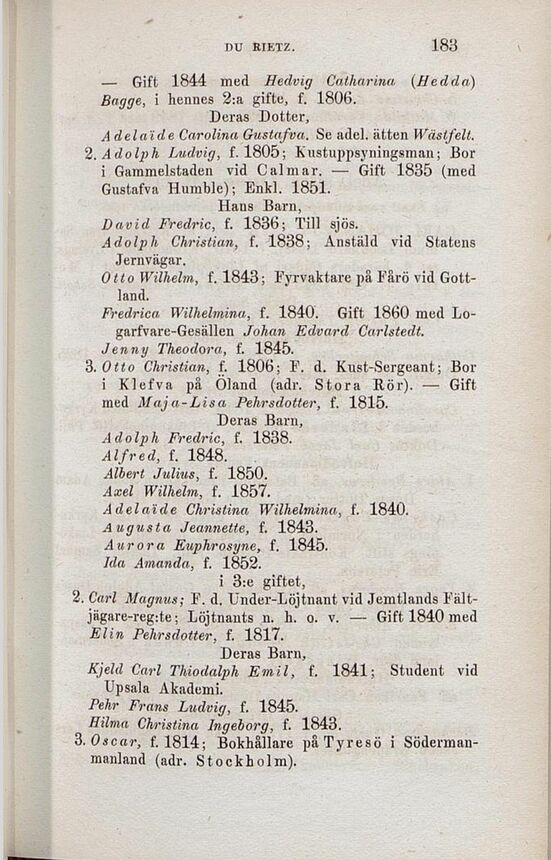 DU RIETZ. 183
— Gift 1844 med Hedvig Catharina (Hedda)
Bagge, i hennes 2:a gifte, f. 1806.
Deras Dotter,
Adelaïde Carolina Gustafva. Se adel. ätten Wästfelt.
2. Adolph Ludvig, f. 1805; Kustuppsyningsman; Bor
i Gammelstaden vid Calmar. — Gift 1835 (med
Gustafva Humble); Enkl. 1851.
Hans Barn,
David Fredric, f. 1836; Till sjös.
Adolph Christian, f. 1838; Anstäld vid Statens
Jernvägar.
Otto Wilhelm, f. 1843; Fyrvaktare på Fårö vid Gott-
land.
Fredrica Wilhelmina, f. 1840. Gift 1860 med Lo-
garfvare-Gesällen Johan Edvard Carlstedt.
Jenny Theodora, f. 1845.
3. Otto Christian, f. 1806; F. d. Kust-Sergeant; Bor
i Klefva på Öland (adr. Stora Rör). — Gift
med Maja-Lisa Pehrsdotter, f. 1815.
Deras Barn,
Adolph Fredric, f. 1838.
Alfred, f. 1848.
Albert Julius, f. 1850.
Axel Wilhelm, f. 1857.
Adelaïde Christina Wilhelmina, f. 1840.
Augusta Jeannette, f. 1843.
Aurora Euphrosyne, f. 1845.
Ida Amanda, f. 1852.
i 3:e giftet,
2. Carl Magnus; F. d. Under-Löjtnant vid Jemtlands Fält-
jägare-reg:te; Löjtnants n. h. o. v. — Gift 1840 med
Elin Pehrsdotter, f. 1817.
Deras Barn,
Kjeld Carl Thiodalph Emil, f. 1841; Student vid
Upsala Akademi.
Pehr Frans Ludvig, f. 1845.
Hilma Christina Ingeborg, f. 1843.
3. Oscar, f. 1814; Bokhållare på Tyresö i Söderman-
manland (adr. Stockholm).